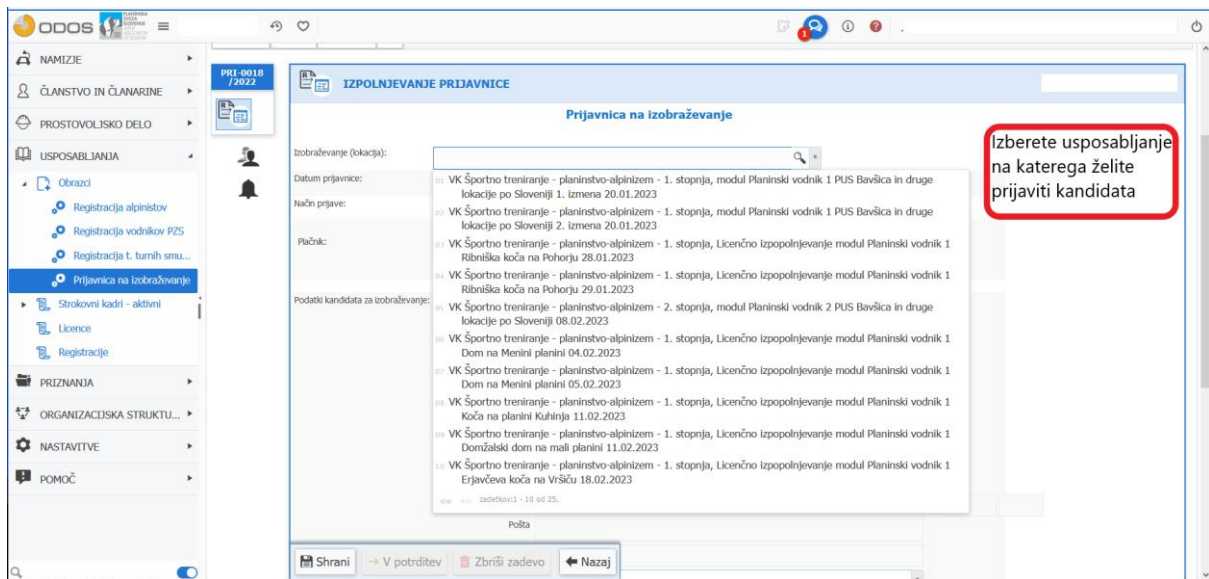 ODOS
PLANINSKA
ZVEZA
SLOVENIJE
1
NAMIZJE
ČLANSTVO IN ČLANARINE
PROSTOVOLJSKO DELO
USPOSABLJANJA
Obrazci
Registracija alpinistov
Registracija vodnikov PZS
Registracija t. turnih smu...
Prijavnica na izobraževanje
Strokovni kadri - aktivni
Licence
Registracije
PRIZNANJA
ORGANIZACIJSKA STRUKTU...
NASTAVITVE
POMOČ
PRI-0018
/2022
IZPOLNJEVANJE PRIJAVNICE
Prijavnica na izobraževanje
Izobraževanje (lokacija):
Datum prijavnice:
Način prijave:
Plačnik:
Podatki kandidata za izobraževanje:
01 VK Športno treniranje - planinstvo-alpinizem - 1. stopnja, modul Planinski vodnik 1 PUS Bavšica in druge
lokacije po Sloveniji 1. izmena 20.01.2023
02 VK Športno treniranje - planinstvo-alpinizem - 1. stopnja, modul Planinski vodnik 1 PUS Bavšica in druge
lokacije po Sloveniji 2. izmena 20.01.2023
03 VK Športno treniranje - planinstvo-alpinizem - 1. stopnja, Licenčno izpopolnjevanje modul Planinski vodnik 1
Ribniška koča na Pohorju 28.01.2023
04 VK Športno treniranje - planinstvo-alpinizem - 1. stopnja, Licenčno izpopolnjevanje modul Planinski vodnik 1
Ribniška koča na Pohorju 29.01.2023
05 VK Športno treniranje - planinstvo-alpinizem - 2. stopnja, modul Planinski vodnik 2 PUS Bavšica in druge
lokacije po Sloveniji 08.02.2023
06 VK Športno treniranje - planinstvo-alpinizem - 1. stopnja, Licenčno izpopolnjevanje modul Planinski vodnik 1
Dom na Menini planini 04.02.2023
07 VK Športno treniranje - planinstvo-alpinizem - 1. stopnja, Licenčno izpopolnjevanje modul Planinski vodnik 1
Dom na Menini planini 05.02.2023
08 VK Športno treniranje - planinstvo-alpinizem - 1. stopnja, Licenčno izpopolnjevanje modul Planinski vodnik 1
Koča na planini Kuhinja 11.02.2023
09 VK Športno treniranje - planinstvo-alpinizem - 1. stopnja, Licenčno izpopolnjevanje modul Planinski vodnik 1
Domžalski dom na mali planini 11.02.2023
10 VK Športno treniranje - planinstvo-alpinizem - 1. stopnja, Licenčno izpopolnjevanje modul Planinski vodnik 1
Erjavčeva koča na Vršiču 18.02.2023
zadetkov:1 - 10 od 25.
Pošta
Shrani
V potrditev
Zbriši zadevo
Nazaj
Izberete usposabljanje
na katerega želite
prijaviti kandidata